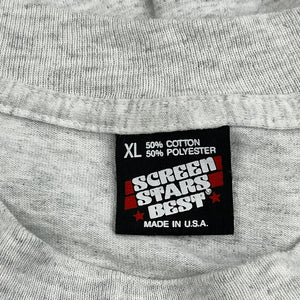 XL 50% COTTON
50% POLYESTER
SCREEN
STARS
BEST®
MADE IN U.S.A.